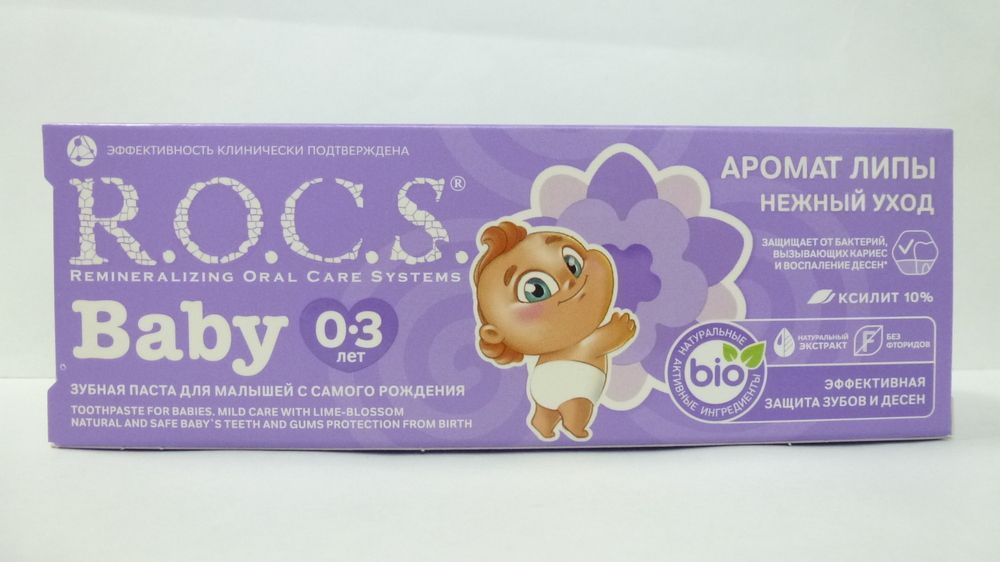 ЭФФЕКТИВНОСТЬ КЛИНИЧЕСКИ ПОДТВЕРЖДЕНА
R.O.C.S.®
REMINERALIZING ORAL CARE SYSTEMS
Baby
0-3
лет
ЗУБНАЯ ПАСТА ДЛЯ МАЛЫШЕЙ С САМОГО РОЖДЕНИЯ
TOOTHPASTE FOR BABIES. MILD CARE WITH LIME-BLOSSOM
NATURAL AND SAFE BABY`S TEETH AND GUMS PROTECTION FROM BIRTH
АРОМАТ ЛИПЫ
НЕЖНЫЙ УХОД
ЗАЩИЩАЕТ ОТ БАКТЕРИЙ,
ВЫЗЫВАЮЩИХ КАРИЕС
И ВОСПАЛЕНИЕ ДЕСЕН*
КСИЛИТ 10%
НАТУРАЛЬНЫЕ
bio
АКТИВНЫЕ ИНГРЕДИЕНТЫ
НАТУРАЛЬНЫЙ
ЭКСТРАКТ
F
БЕЗ
ФТОРИДОВ
ЭФФЕКТИВНАЯ
ЗАЩИТА ЗУБОВ И ДЕСЕН